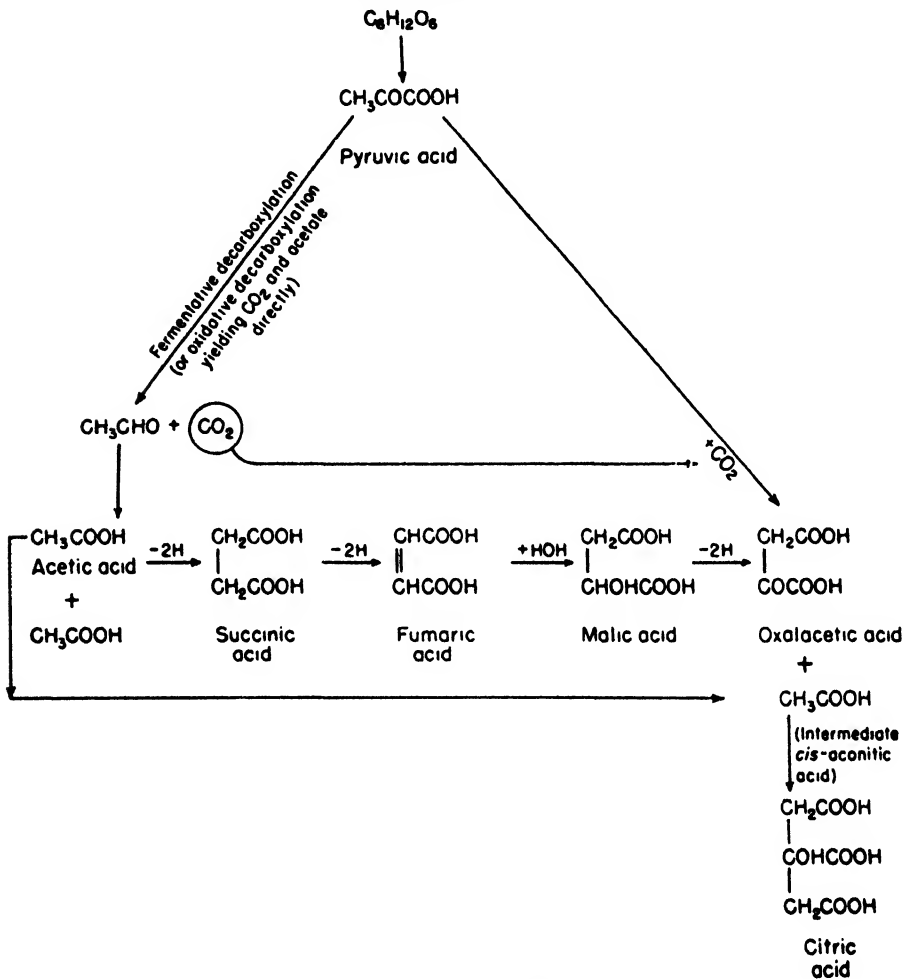 C₆H₁₂O₆
CH₃COCOOH
Pyruvic acid
Fermentative decarboxylation
(or oxidative decarboxylation
yielding CO₂ and acetate
directly)
CH₃CHO + CO₂
ˣCO₂
CH₃COOH -2H CH₂COOH -2H CHCOOH +HOH CH₂COOH -2H CH₂COOH
Acetic acid CH₂COOH CHCOOH CHOHCOOH COCOOH
+
CH₃COOH Succinic Fumaric Malic acid Oxalacetic acid
acid acid +
CH₃COOH
(Intermediate
cis-aconitic
acid)
CH₂COOH
COHCOOH
CH₂COOH
Citric
acid